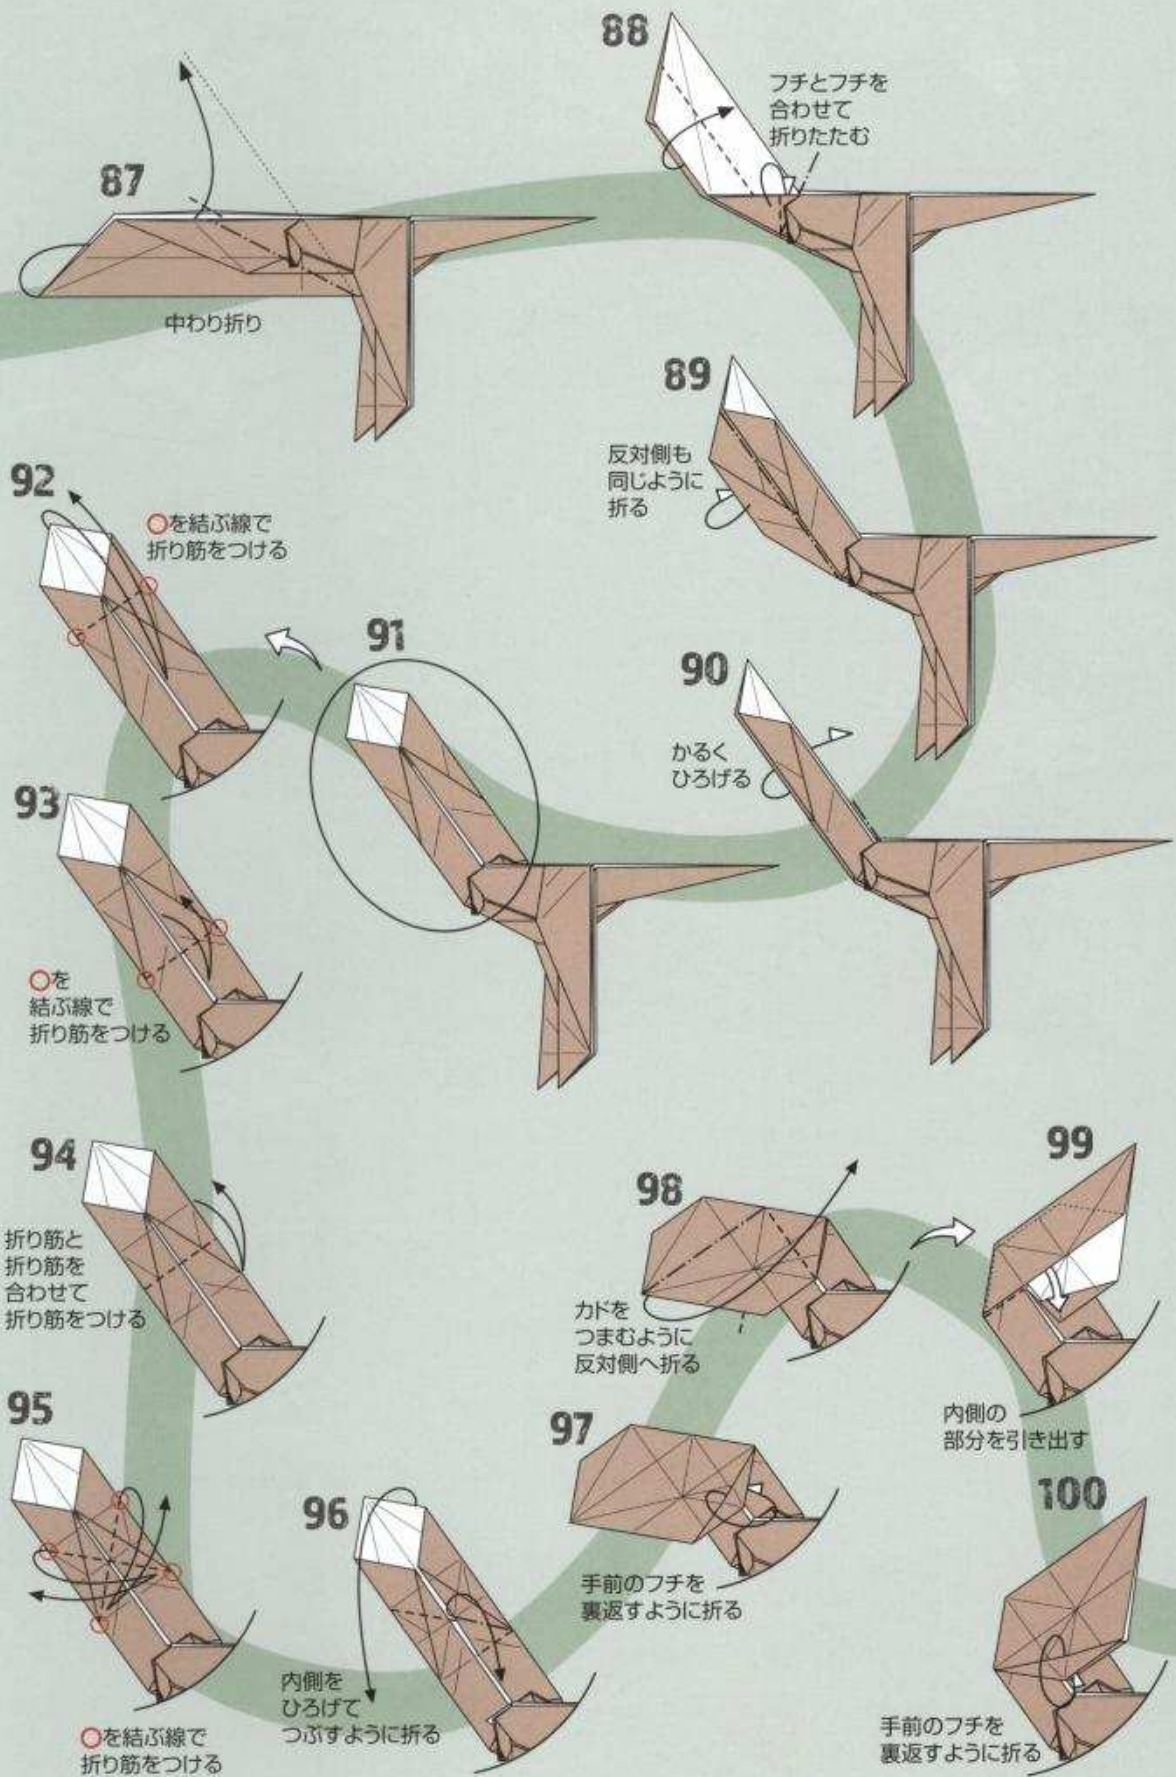 87
中わり折り
88
フチとフチを
合わせて
折りたたむ
89
反対側も
同じように
折る
90
かるく
ひろげる
91
92
○を結ぶ線で
折り筋をつける
93
○を
結ぶ線で
折り筋をつける
94
折り筋と
折り筋を
合わせて
折り筋をつける
95
○を結ぶ線で
折り筋をつける
96
内側を
ひろげて
つぶすように折る
97
手前のフチを
裏返すように折る
98
カドを
つまむように
反対側へ折る
99
内側の
部分を引き出す
100
手前のフチを
裏返すように折る